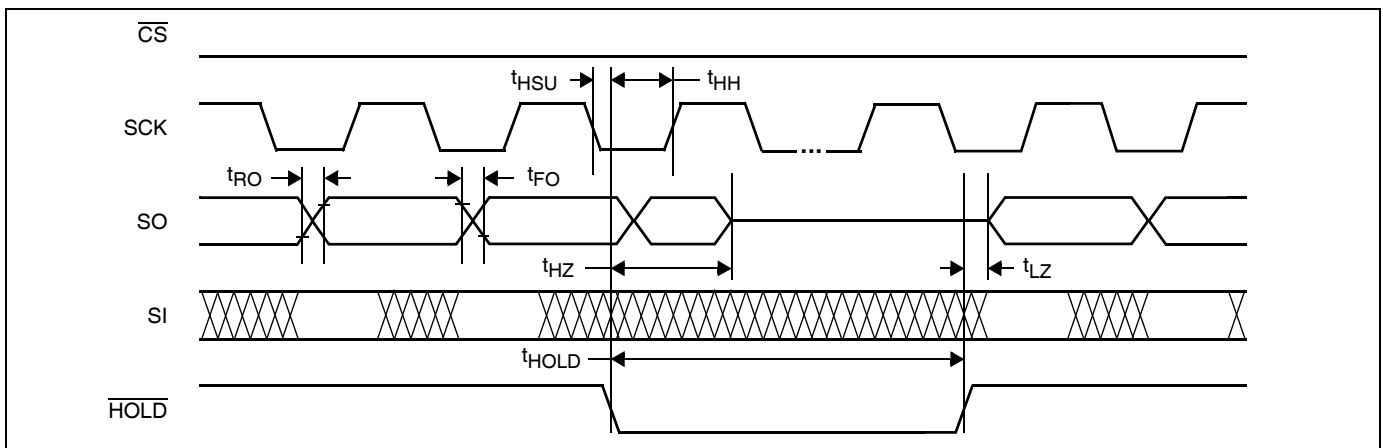 CS
tHSU
tHH
SCK
...
tRO
tFO
SO
tHZ
tLZ
SI
tHOLD
HOLD